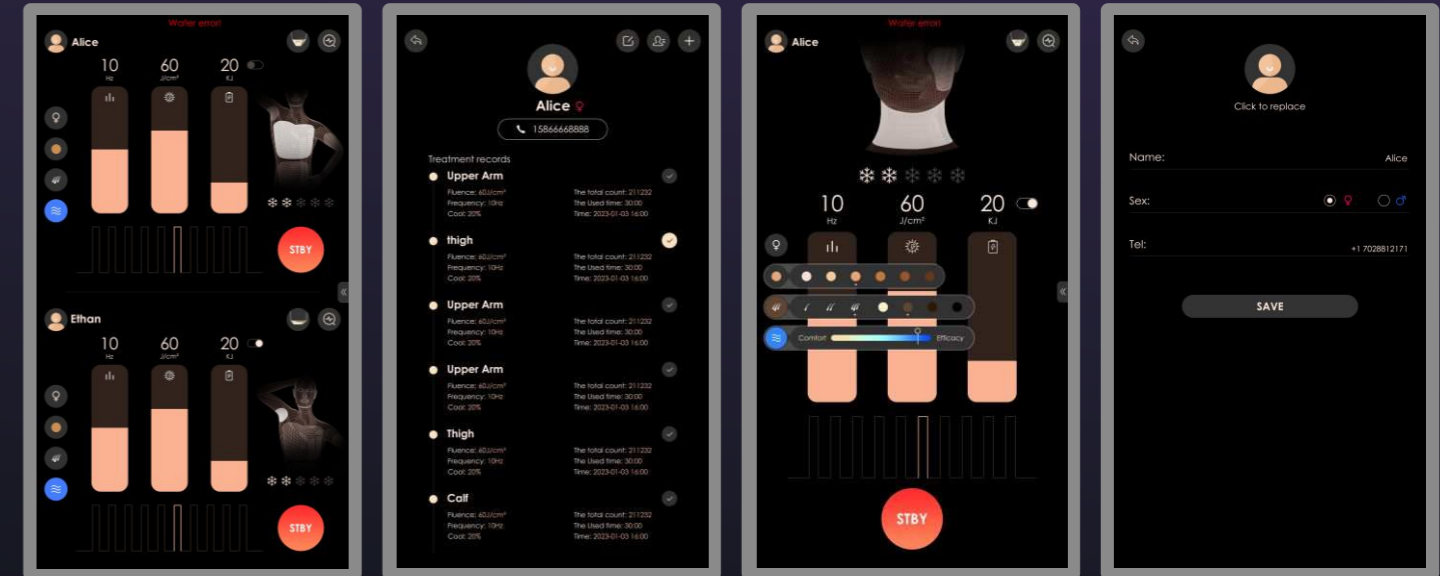 Water error!
Alice
10 60 20
Hz J/cm² KJ
STBY
Ethan
10 60 20
Hz J/cm² KJ
STBY
Alice
15866668888
Treatment records
Upper Arm
Fluence: 60J/cm² The total count: 211232
Frequency: 10Hz The Used time: 30:00
Cool: 20% Time: 2023-01-03 16:00
thigh
Fluence: 60J/cm² The total count: 211232
Frequency: 10Hz The Used time: 30:00
Cool: 20% Time: 2023-01-03 16:00
Upper Arm
Fluence: 60J/cm² The total count: 211232
Frequency: 10Hz The Used time: 30:00
Cool: 20% Time: 2023-01-03 16:00
Upper Arm
Fluence: 60J/cm² The total count: 211232
Frequency: 10Hz The Used time: 30:00
Cool: 20% Time: 2023-01-03 16:00
Thigh
Fluence: 60J/cm² The total count: 211232
Frequency: 10Hz The Used time: 30:00
Cool: 20% Time: 2023-01-03 16:00
Calf
Fluence: 60J/cm² The total count: 211232
Frequency: 10Hz The Used time: 30:00
Cool: 20% Time: 2023-01-03 16:00
Water error!
Alice
10 60 20
Hz J/cm² KJ
Comfort Efficacy
STBY
Click to replace
Name: Alice
Sex:
Tel: +1 7028812171
SAVE